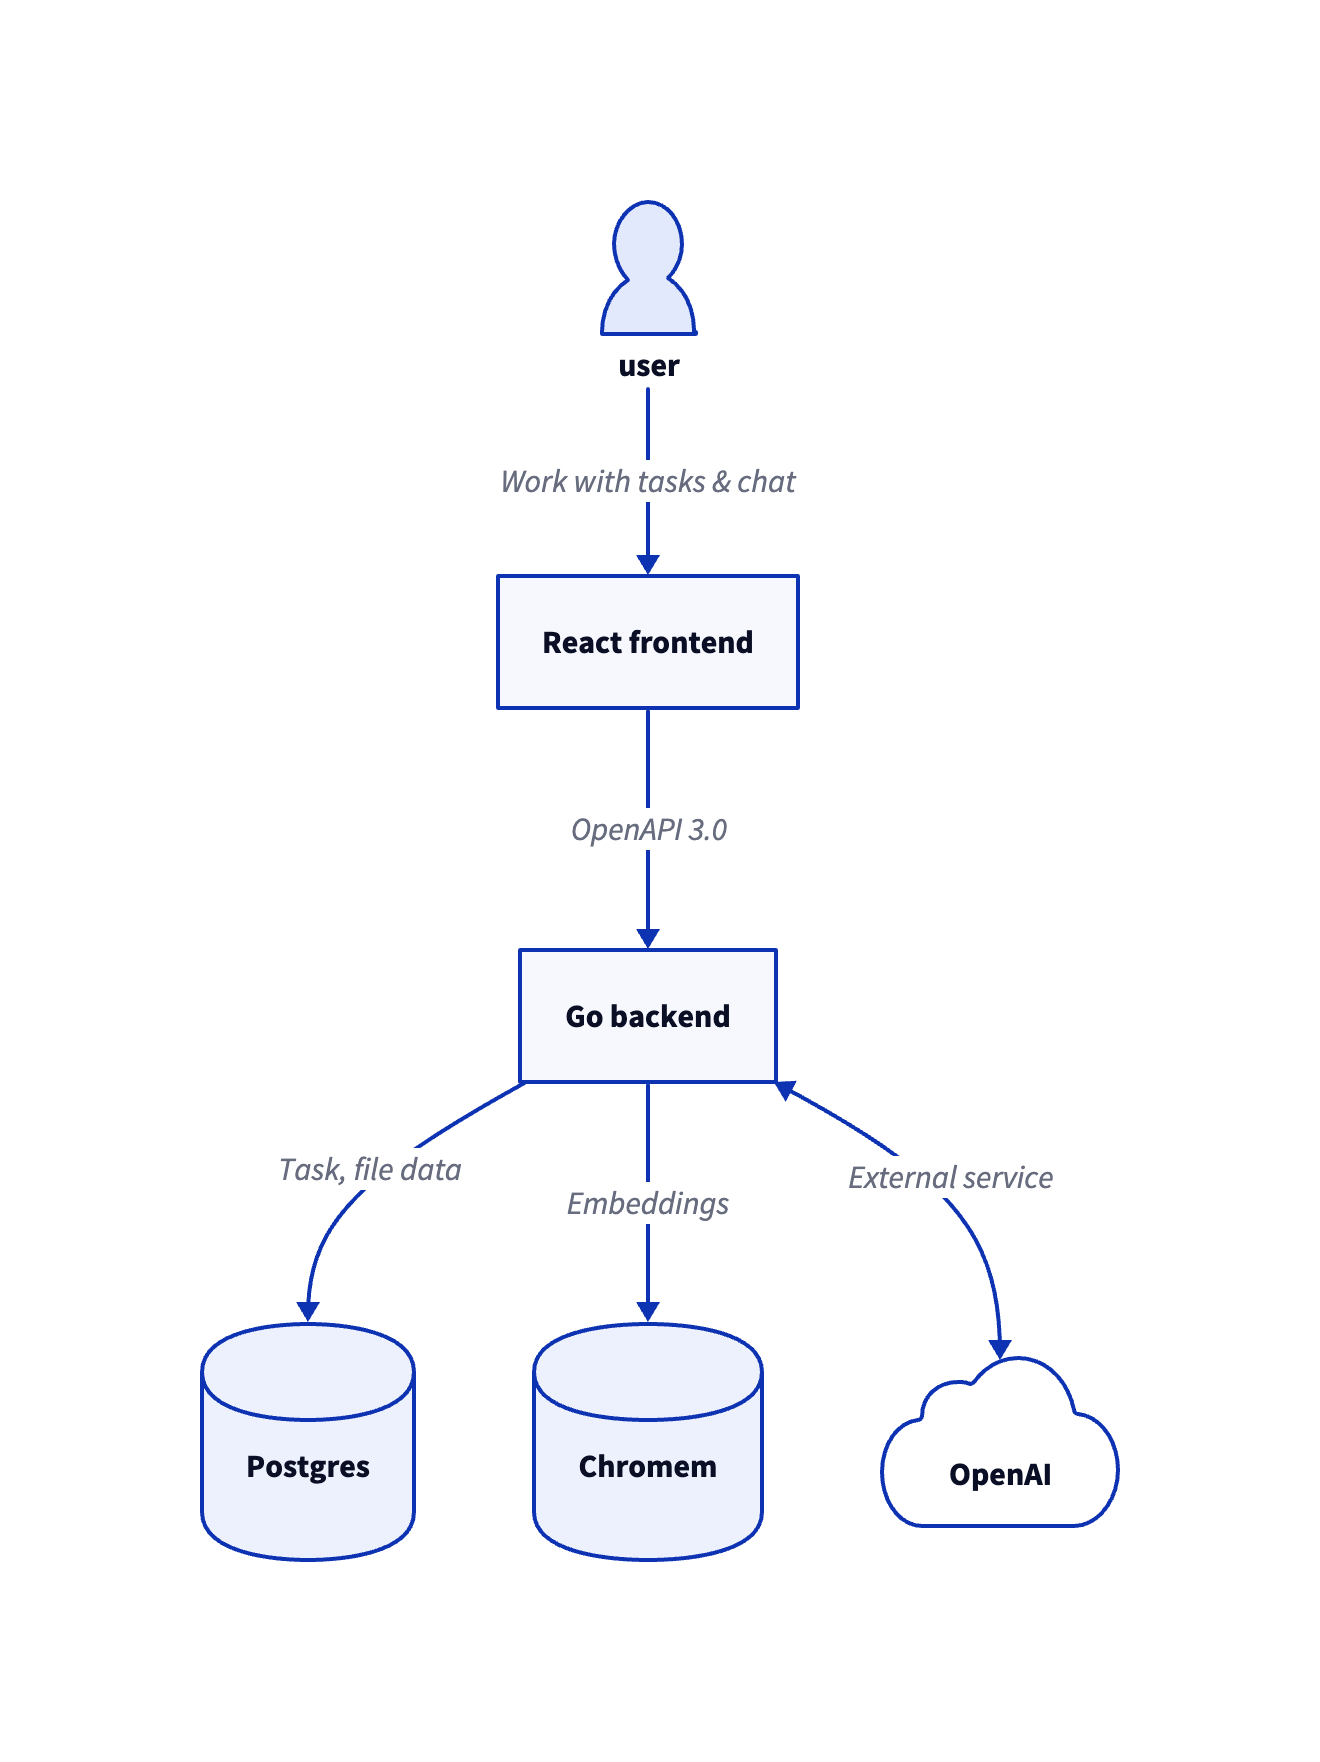 user
Work with tasks & chat
React frontend
OpenAPI 3.0
Go backend
Task, file data
Embeddings
External service
Postgres
Chromem
OpenAI